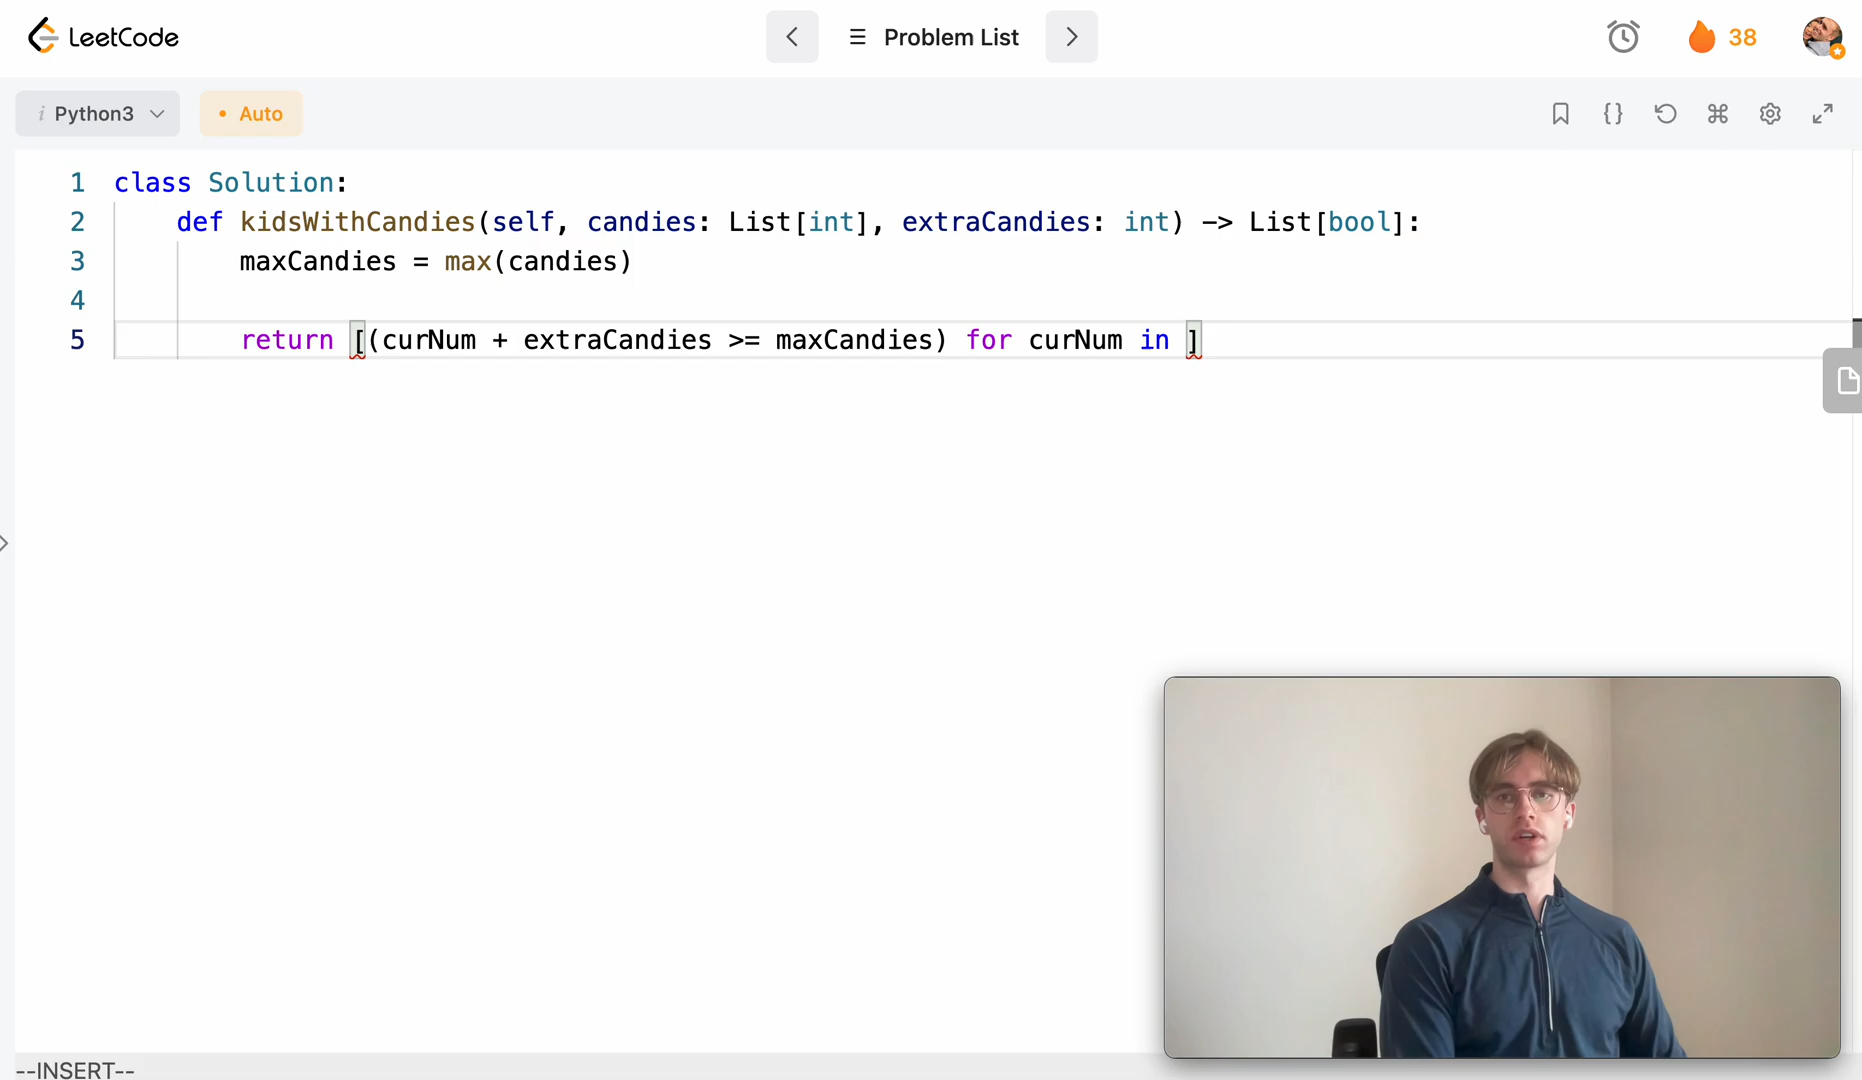 LeetCode
Problem List
38
i Python3
• Auto
1 class Solution:
2 def kidsWithCandies(self, candies: List[int], extraCandies: int) -> List[bool]:
3 maxCandies = max(candies)
4
5 return [(curNum + extraCandies >= maxCandies) for curNum in ]
--INSERT--